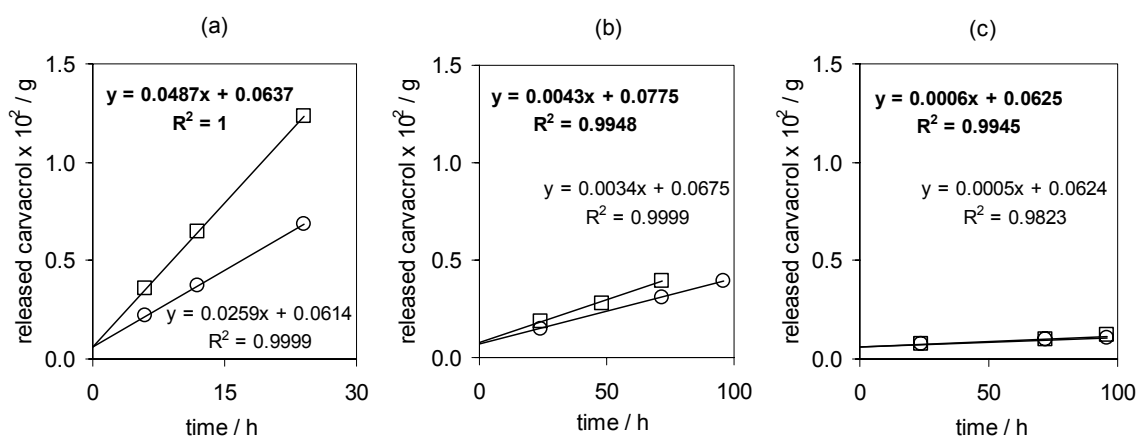 (a)
released carvacrol x 10² / g
1.5
1.0
0.5
0.0
y = 0.0487x + 0.0637
R² = 1
y = 0.0259x + 0.0614
R² = 0.9999
0 15 30
time / h
(b)
released carvacrol x 10² / g
1.5
1.0
0.5
0.0
y = 0.0043x + 0.0775
R² = 0.9948
y = 0.0034x + 0.0675
R² = 0.9999
0 50 100
time / h
(c)
released carvacrol x 10² / g
1.5
1.0
0.5
0.0
y = 0.0006x + 0.0625
R² = 0.9945
y = 0.0005x + 0.0624
R² = 0.9823
0 50 100
time / h